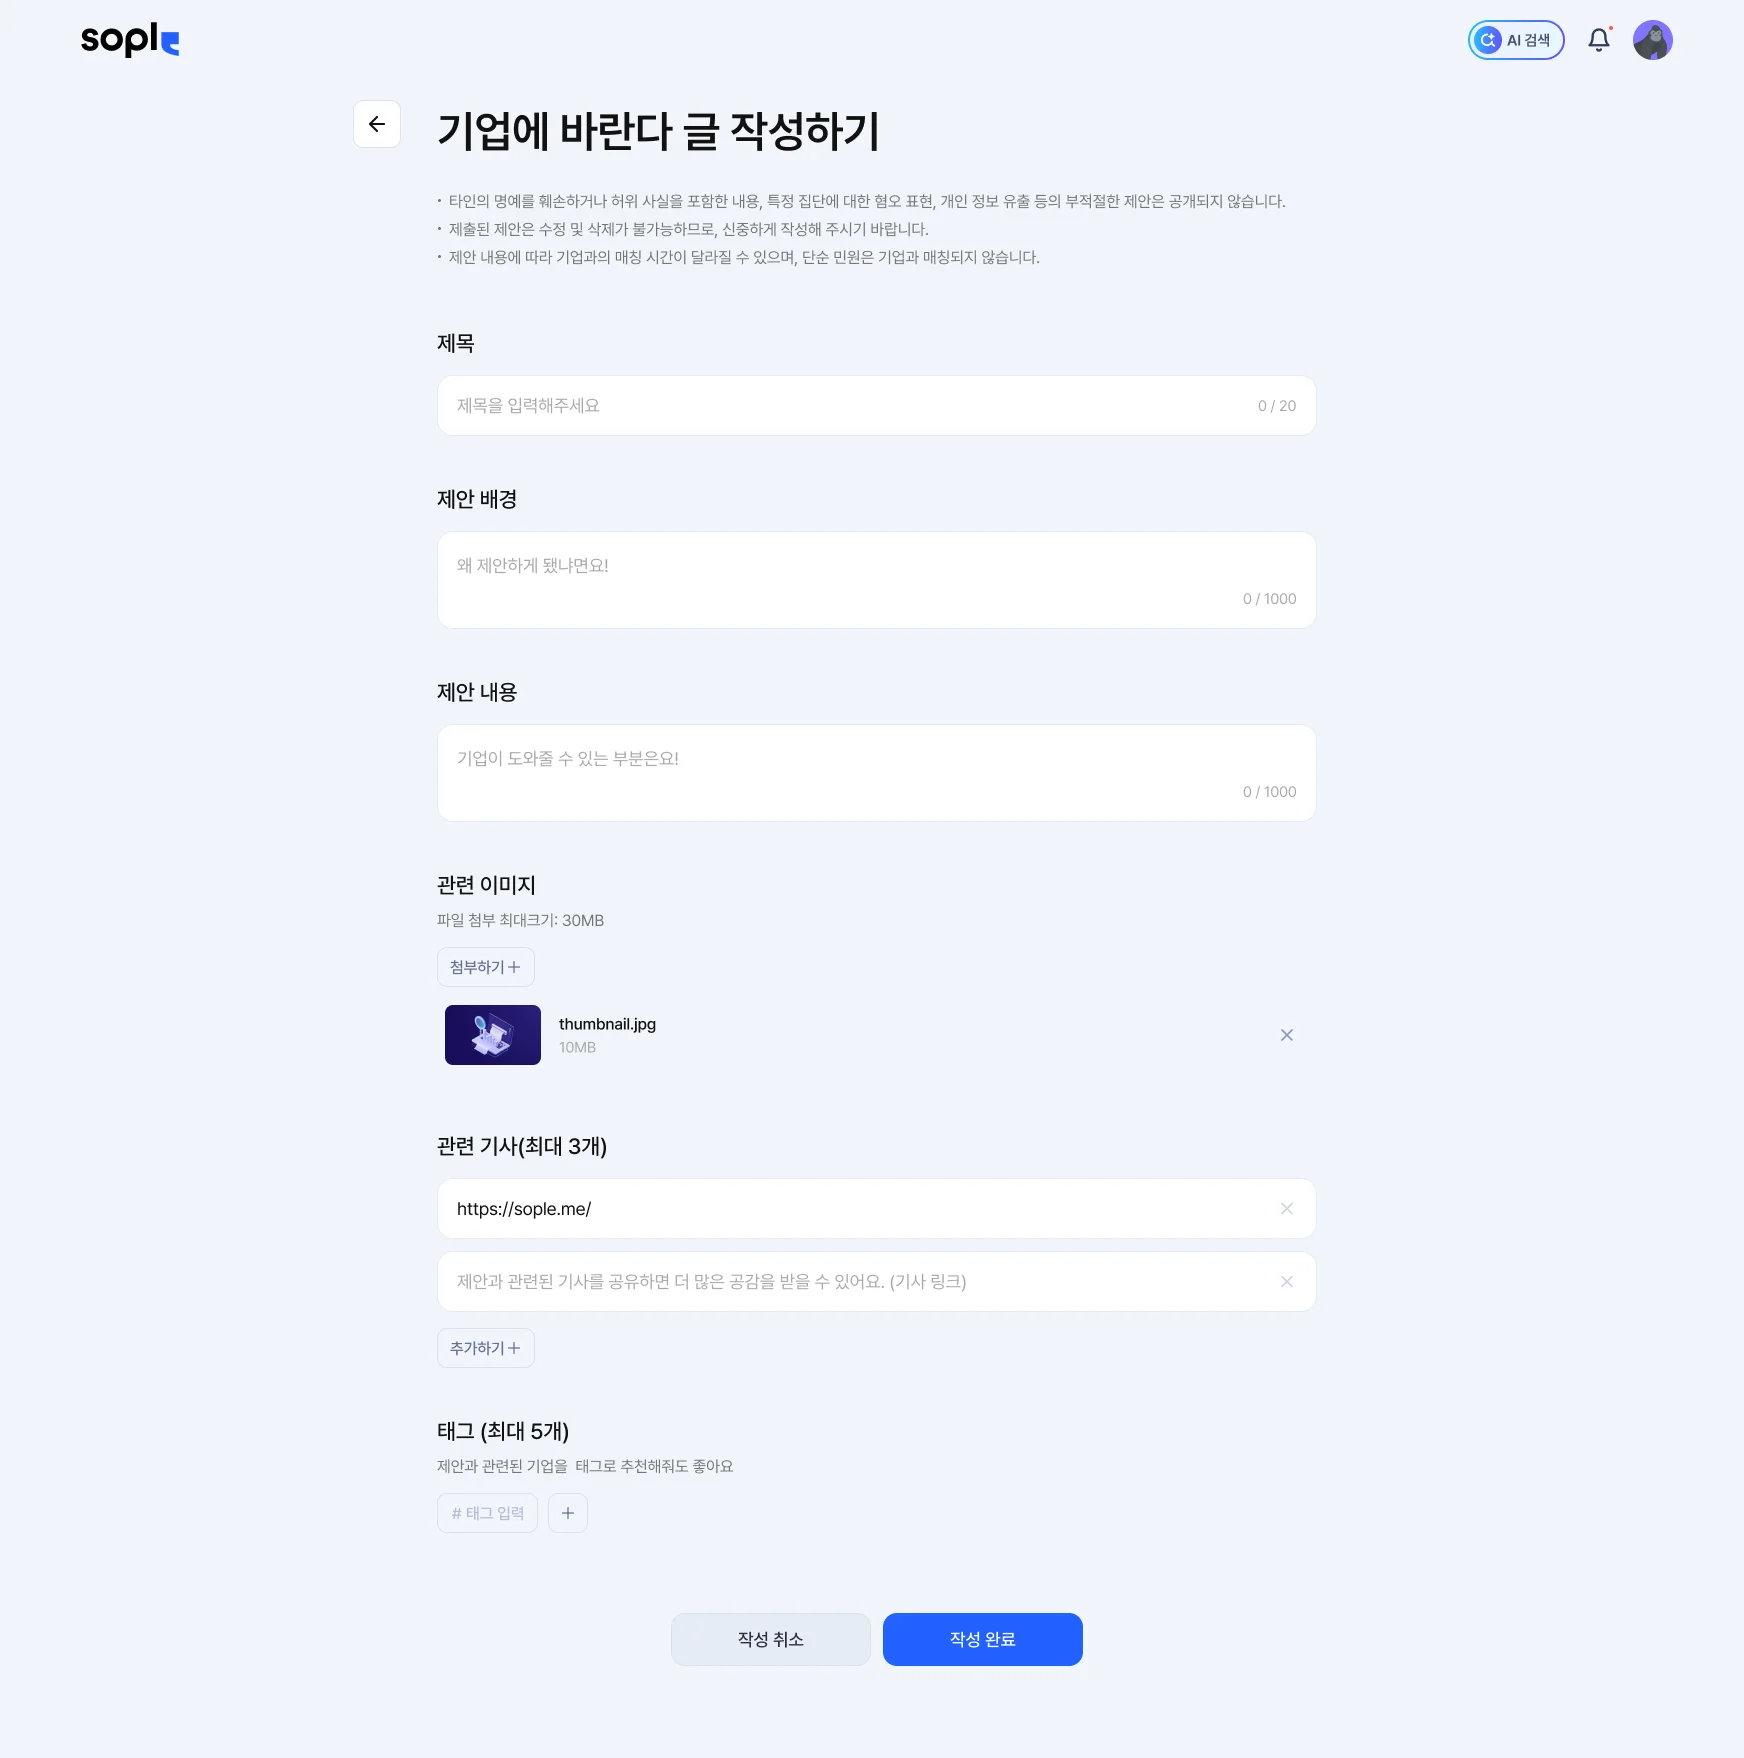 sople
AI 검색
기업에 바란다 글 작성하기
· 타인의 명예를 훼손하거나 허위 사실을 포함한 내용, 특정 집단에 대한 혐오 표현, 개인 정보 유출 등의 부적절한 제안은 공개되지 않습니다.
· 제출된 제안은 수정 및 삭제가 불가능하므로, 신중하게 작성해 주시기 바랍니다.
· 제안 내용에 따라 기업과의 매칭 시간이 달라질 수 있으며, 단순 민원은 기업과 매칭되지 않습니다.
제목
제목을 입력해주세요 0 / 20
제안 배경
왜 제안하게 됐냐면요!
0 / 1000
제안 내용
기업이 도와줄 수 있는 부분은요!
0 / 1000
관련 이미지
파일 첨부 최대크기: 30MB
첨부하기
thumbnail.jpg
10MB
관련 기사(최대 3개)
https://sople.me/
제안과 관련된 기사를 공유하면 더 많은 공감을 받을 수 있어요. (기사 링크)
추가하기
태그 (최대 5개)
제안과 관련된 기업을 태그로 추천해줘도 좋아요
# 태그 입력
작성 취소 작성 완료